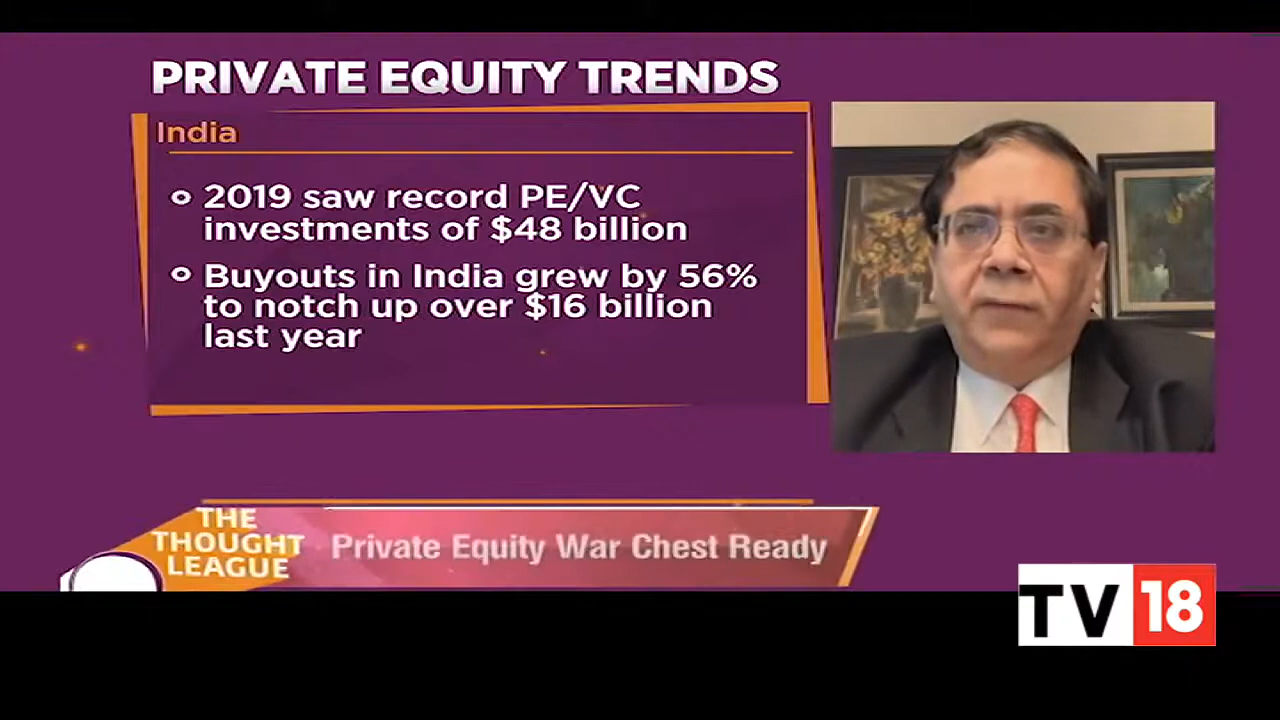 PRIVATE EQUITY TRENDS
India
2019 saw record PE/VC
investments of $48 billion
Buyouts in India grew by 56%
to notch up over $16 billion
last year
THE
THOUGHT
LEAGUE
Private Equity War Chest Ready
TV18